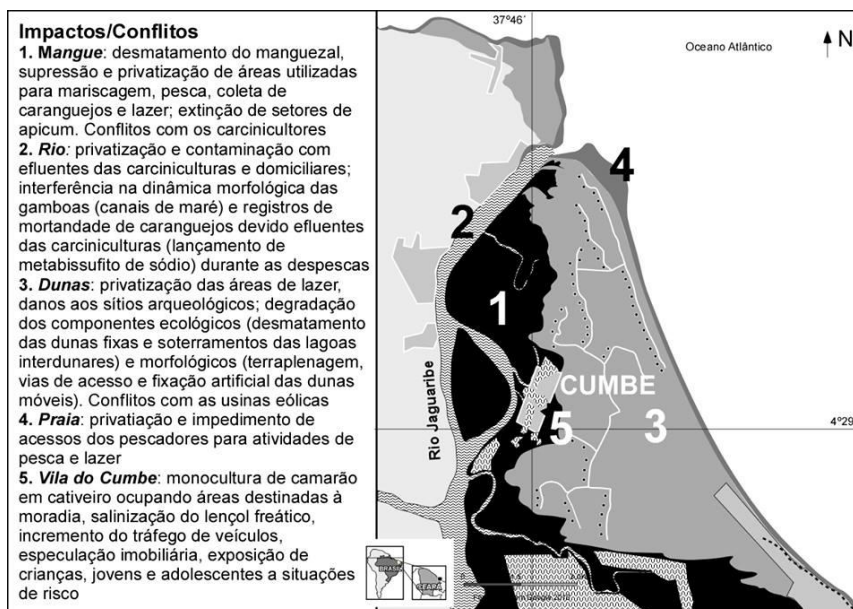 Impactos/Conflitos
1. Mangue: desmatamento do manguezal,
supressão e privatização de áreas utilizadas
para mariscagem, pesca, coleta de
caranguejos e lazer; extinção de setores de
apicum. Conflitos com os carcinicultores
2. Rio: privatização e contaminação com
efluentes das carciniculturas e domiciliares;
interferência na dinâmica morfológica das
gamboas (canais de maré) e registros de
mortandade de caranguejos devido efluentes
das carciniculturas (lançamento de
metabissufito de sódio) durante as despescas
3. Dunas: privatização das áreas de lazer,
danos aos sítios arqueológicos; degradação
dos componentes ecológicos (desmatamento
das dunas fixas e soterramentos das lagoas
interdunares) e morfológicos (terraplenagem,
vias de acesso e fixação artificial das dunas
móveis). Conflitos com as usinas eólicas
4. Praia: privatiação e impedimento de
acessos dos pescadores para atividades de
pesca e lazer
5. Vila do Cumbe: monocultura de camarão
em cativeiro ocupando áreas destinadas à
moradia, salinização do lençol freático,
incremento do tráfego de veículos,
especulação imobiliária, exposição de
crianças, jovens e adolescentes a situações
de risco
37º46´
Oceano Atlântico
N
4
2
1
CUMBE
5
3
4º29
Rio Jaguaribe
BRASIL
CEARÁ